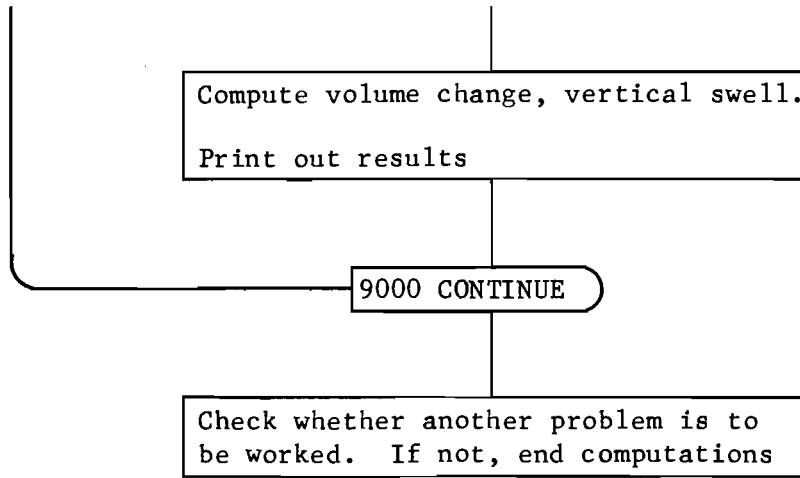 Compute volume change, vertical swell.
Print out results
9000 CONTINUE
Check whether another problem is to
be worked. If not, end computations